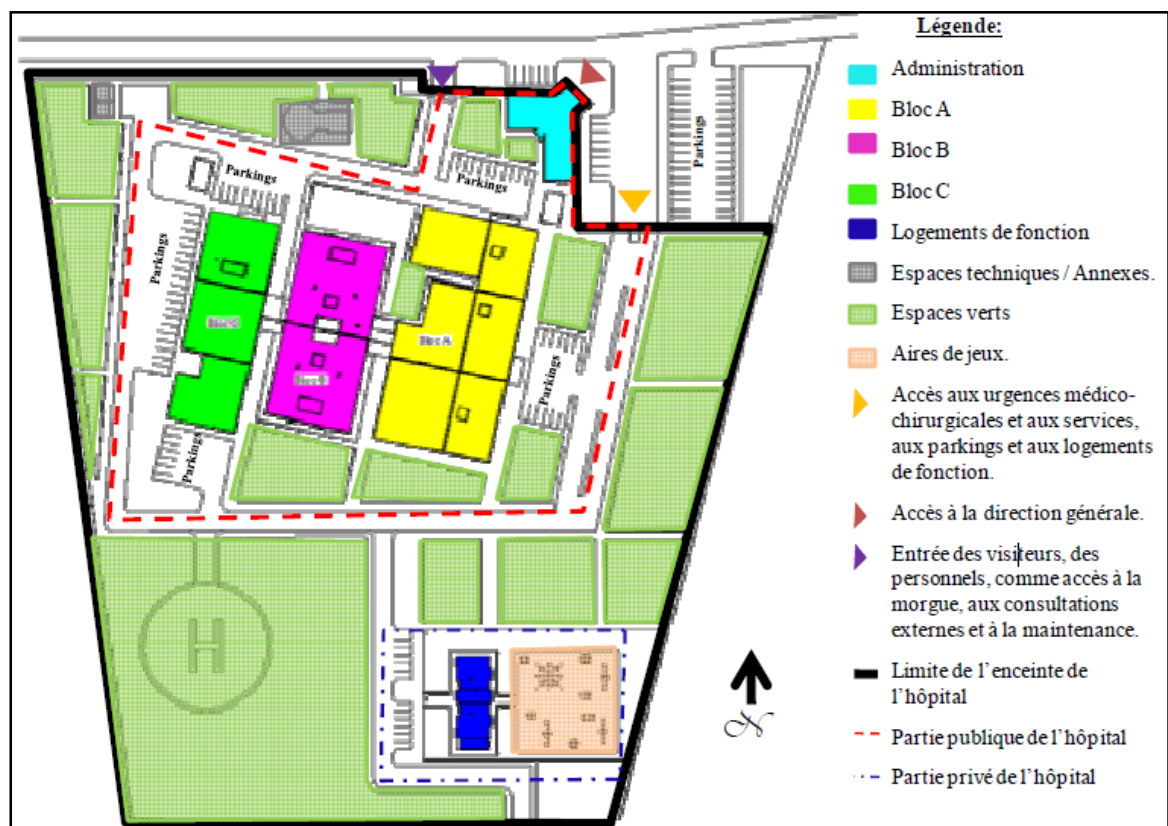 Légende:
Administration
Bloc A
Bloc B
Bloc C
Logements de fonction
Espaces techniques / Annexes.
Espaces verts
Aires de jeux.
Accès aux urgences médico-
chirurgicales et aux services,
aux parkings et aux logements
de fonction.
Accès à la direction générale.
Entrée des visiteurs, des
personnels, comme accès à la
morgue, aux consultations
externes et à la maintenance.
Limite de l'enceinte de
l'hôpital
Partie publique de l'hôpital
Partie privé de l'hôpital
Parkings
Parkings
Parkings
Parkings
Parkings
Parkings
Bloc C
Bloc B
Bloc A
H
N